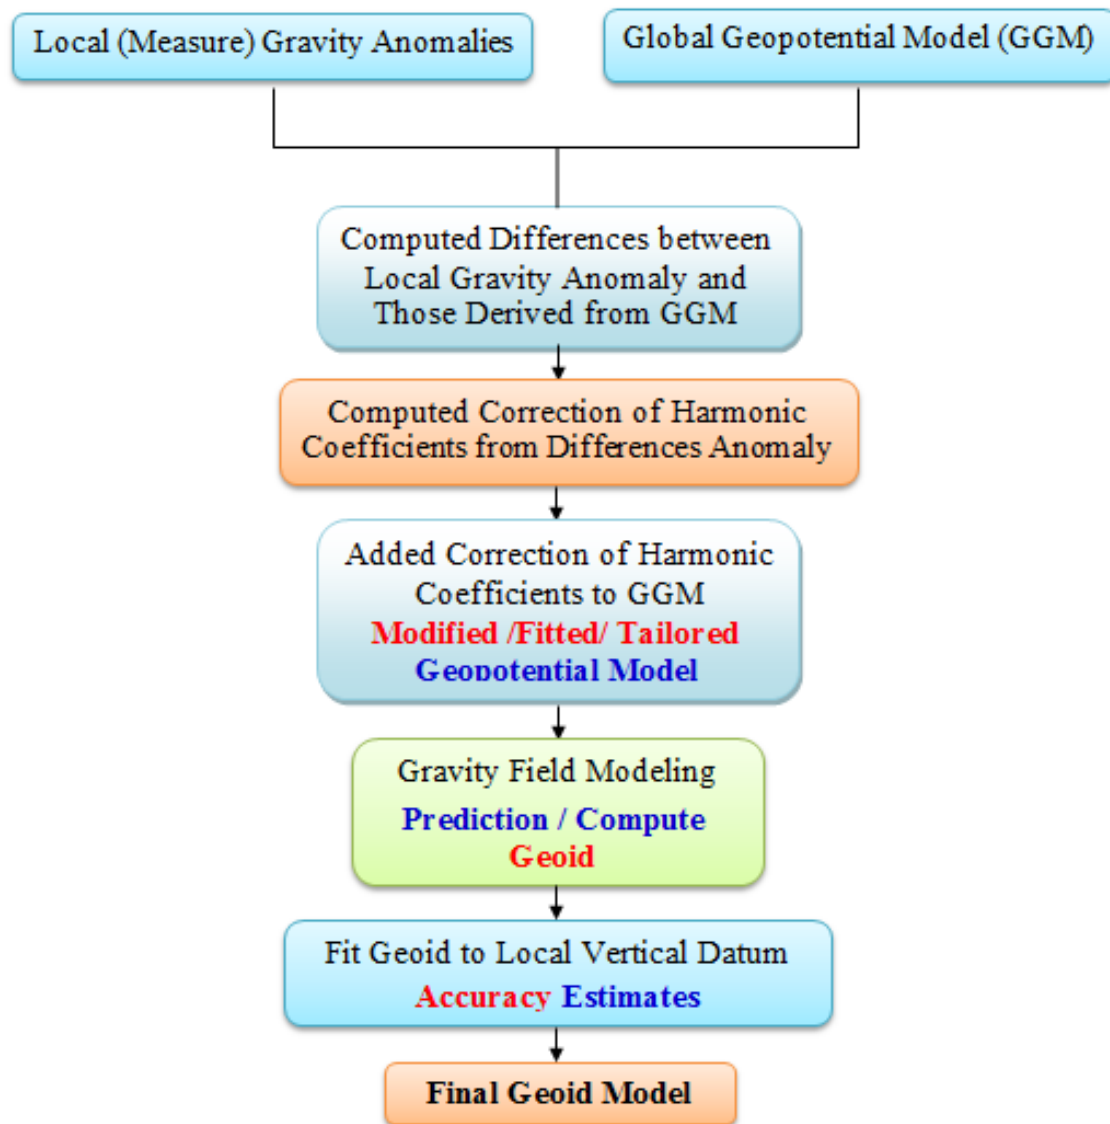 Local (Measure) Gravity Anomalies
Global Geopotential Model (GGM)
Computed Differences between
Local Gravity Anomaly and
Those Derived from GGM
Computed Correction of Harmonic
Coefficients from Differences Anomaly
Added Correction of Harmonic
Coefficients to GGM
Modified /Fitted/ Tailored
Geopotential Model
Gravity Field Modeling
Prediction / Compute
Geoid
Fit Geoid to Local Vertical Datum
Accuracy Estimates
Final Geoid Model